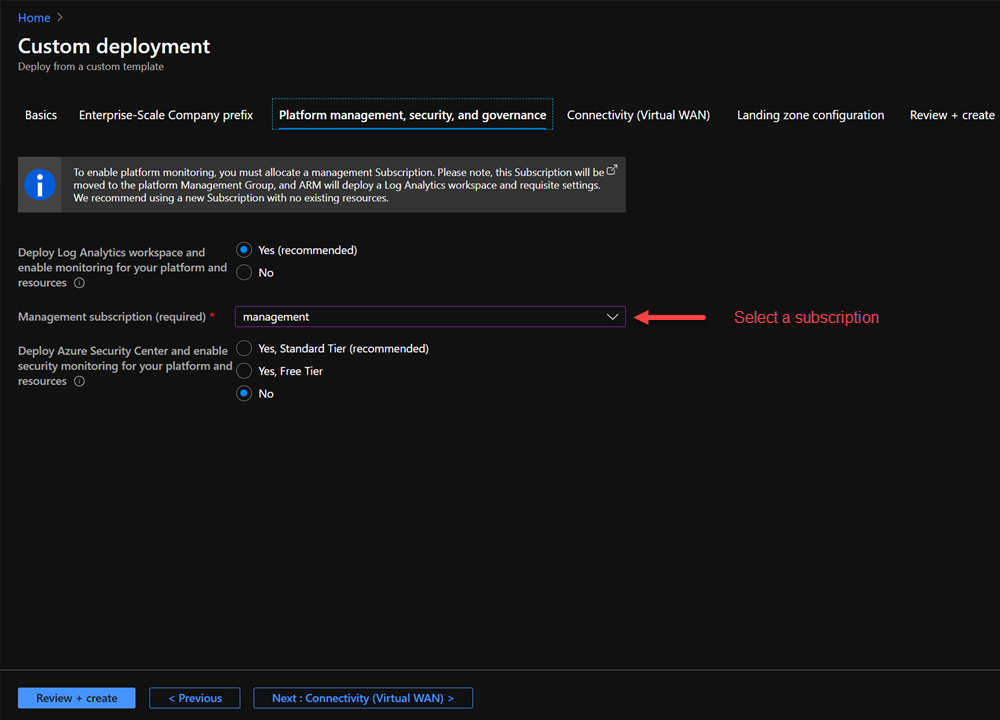 Home >
Custom deployment
Deploy from a custom template
Basics Enterprise-Scale Company prefix Platform management, security, and governance Connectivity (Virtual WAN) Landing zone configuration Review + create
To enable platform monitoring, you must allocate a management Subscription. Please note, this Subscription will be
moved to the platform Management Group, and ARM will deploy a Log Analytics workspace and requisite settings.
We recommend using a new Subscription with no existing resources.
Deploy Log Analytics workspace and
enable monitoring for your platform and
resources
Yes (recommended)
No
Management subscription (required) *
management
Select a subscription
Deploy Azure Security Center and enable
security monitoring for your platform and
resources
Yes, Standard Tier (recommended)
Yes, Free Tier
No
Review + create
< Previous
Next : Connectivity (Virtual WAN) >